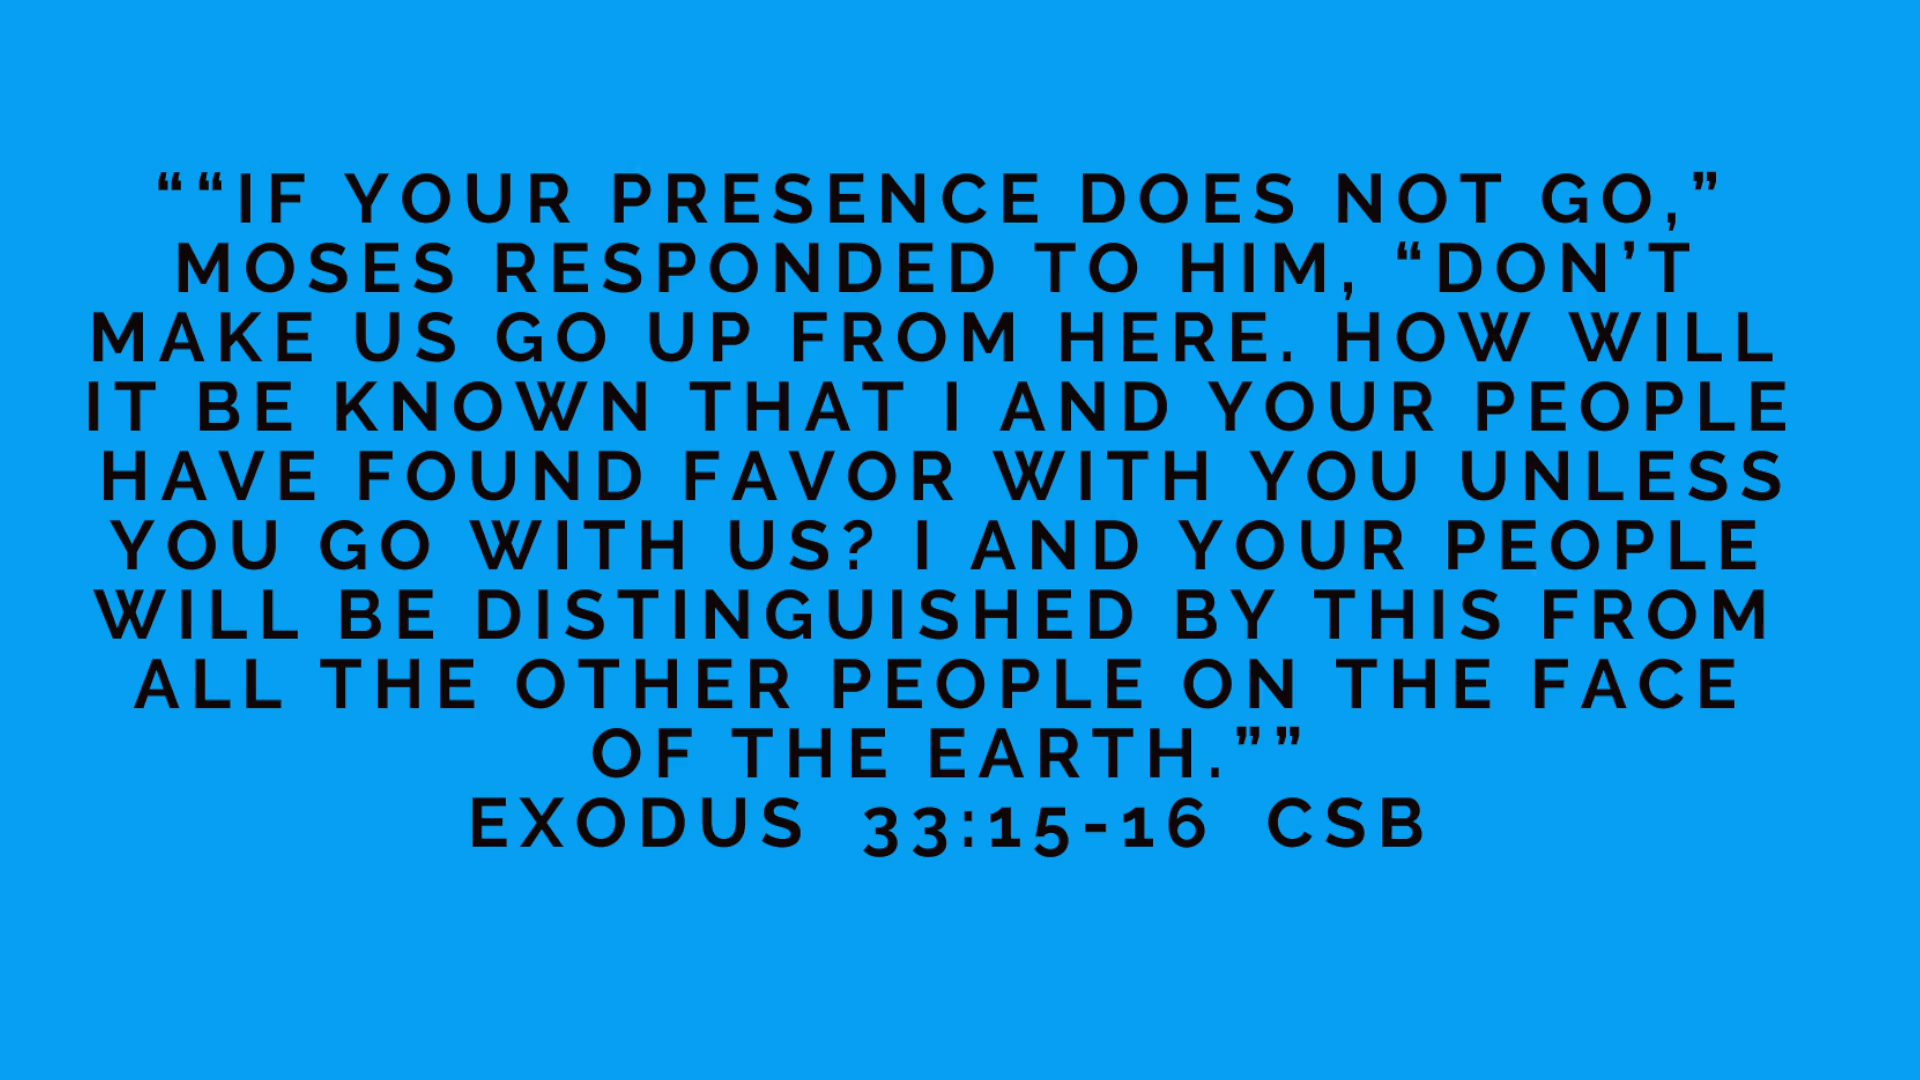 ““IF YOUR PRESENCE DOES NOT GO,”
MOSES RESPONDED TO HIM, “DON’T
MAKE US GO UP FROM HERE. HOW WILL
IT BE KNOWN THAT I AND YOUR PEOPLE
HAVE FOUND FAVOR WITH YOU UNLESS
YOU GO WITH US? I AND YOUR PEOPLE
WILL BE DISTINGUISHED BY THIS FROM
ALL THE OTHER PEOPLE ON THE FACE
OF THE EARTH.””
EXODUS 33:15-16 CSB